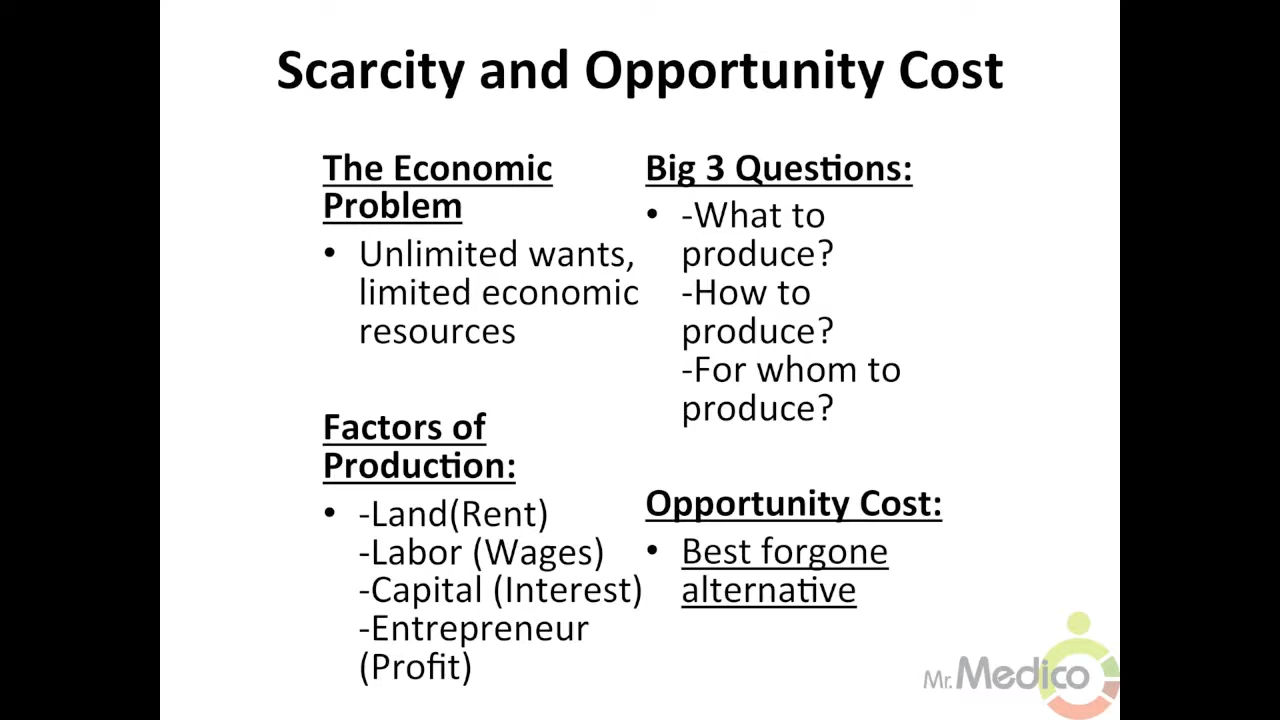 Scarcity and Opportunity Cost
The Economic
Problem
• Unlimited wants,
limited economic
resources
Factors of
Production:
• -Land(Rent)
-Labor (Wages)
-Capital (Interest)
-Entrepreneur
(Profit)
Big 3 Questions:
• -What to
produce?
-How to
produce?
-For whom to
produce?
Opportunity Cost:
• Best forgone
alternative
Mr. Medico